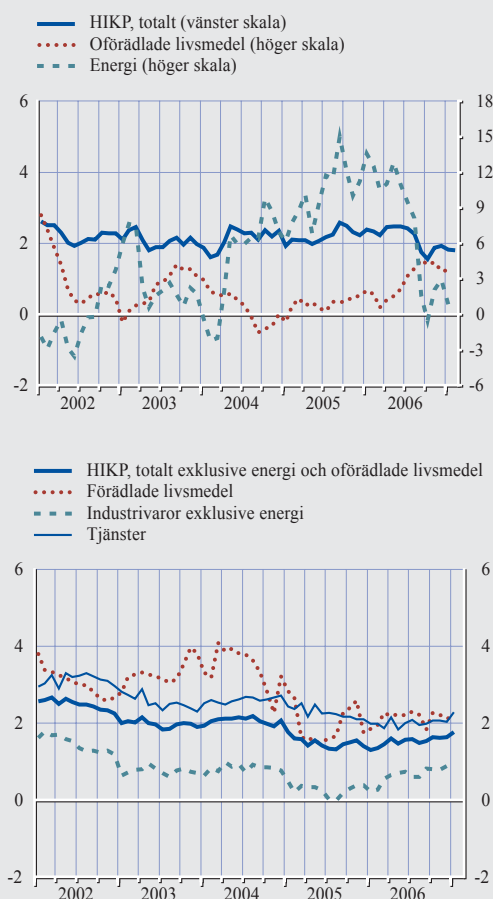 HIKP, totalt (vänster skala)
Oförädlade livsmedel (höger skala)
Energi (höger skala)
6
18
15
4
12
9
2
6
3
0
0
-3
-2
-6
2002 2003 2004 2005 2006
HIKP, totalt exklusive energi och oförädlade livsmedel
Förädlade livsmedel
Industrivaror exklusive energi
Tjänster
6 6
4 4
2 2
0 0
-2 -2
2002 2003 2004 2005 2006